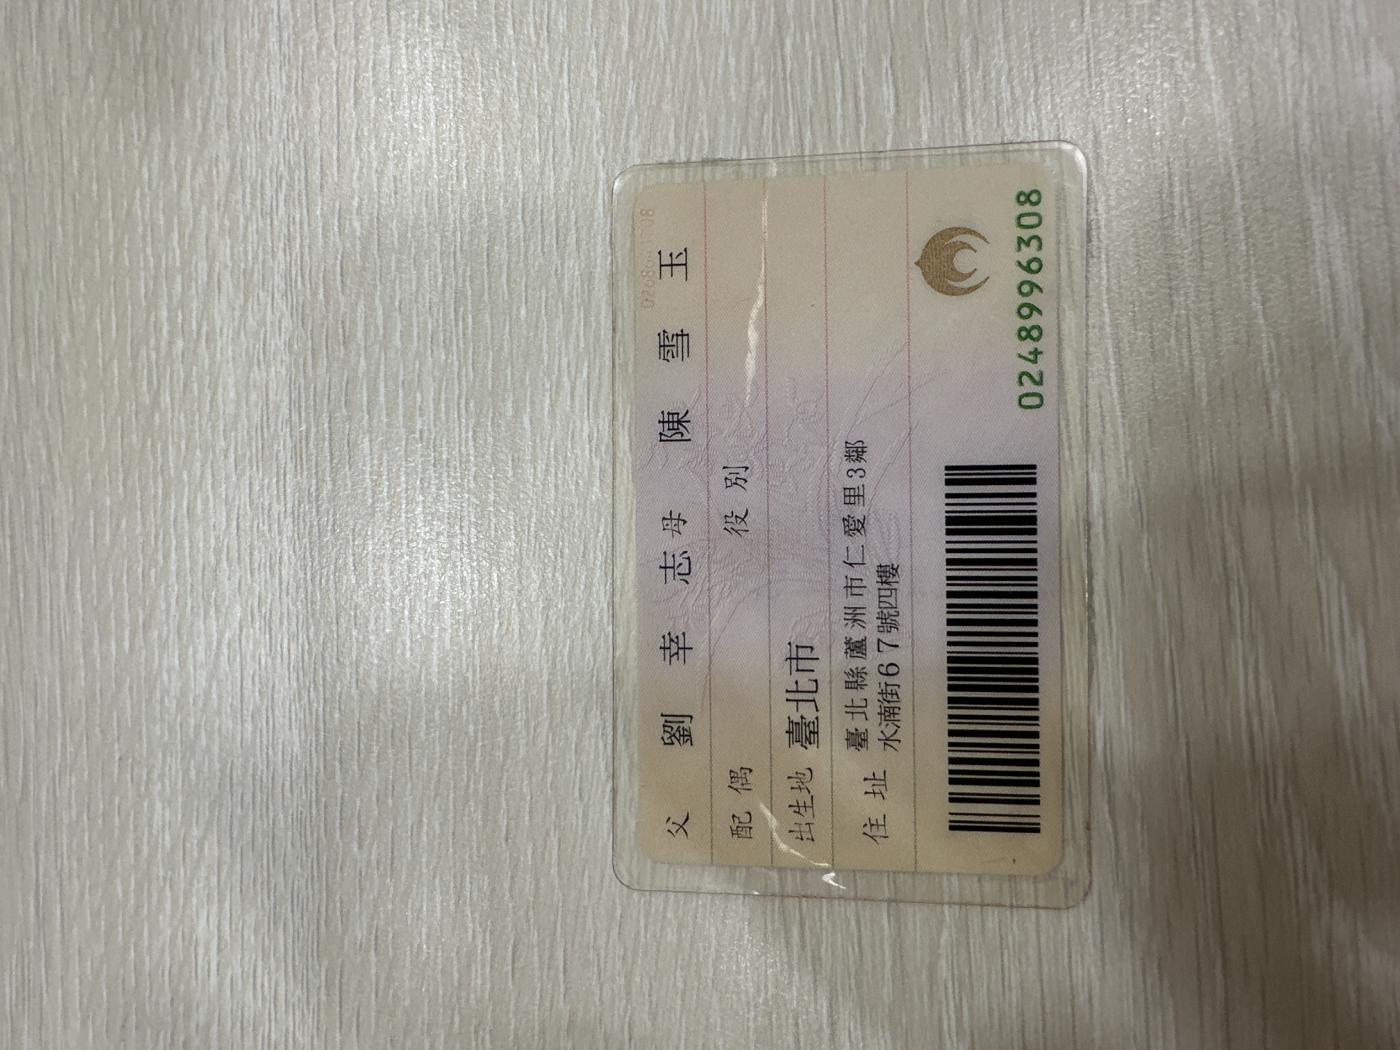 父 劉幸志 母 陳雪玉
配偶 役別
出生地 臺北市
住址 臺北縣蘆洲市仁愛里3鄰
水湳街67號四樓
0248996308